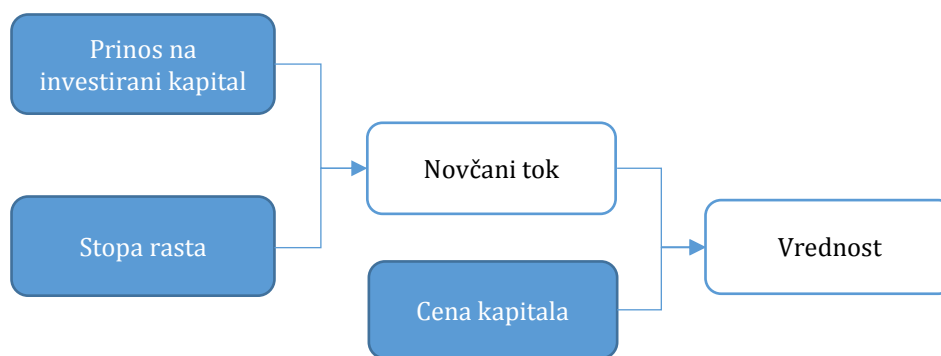 Prinos na
investirani kapital
Stopa rasta
Novčani tok
Cena kapitala
Vrednost